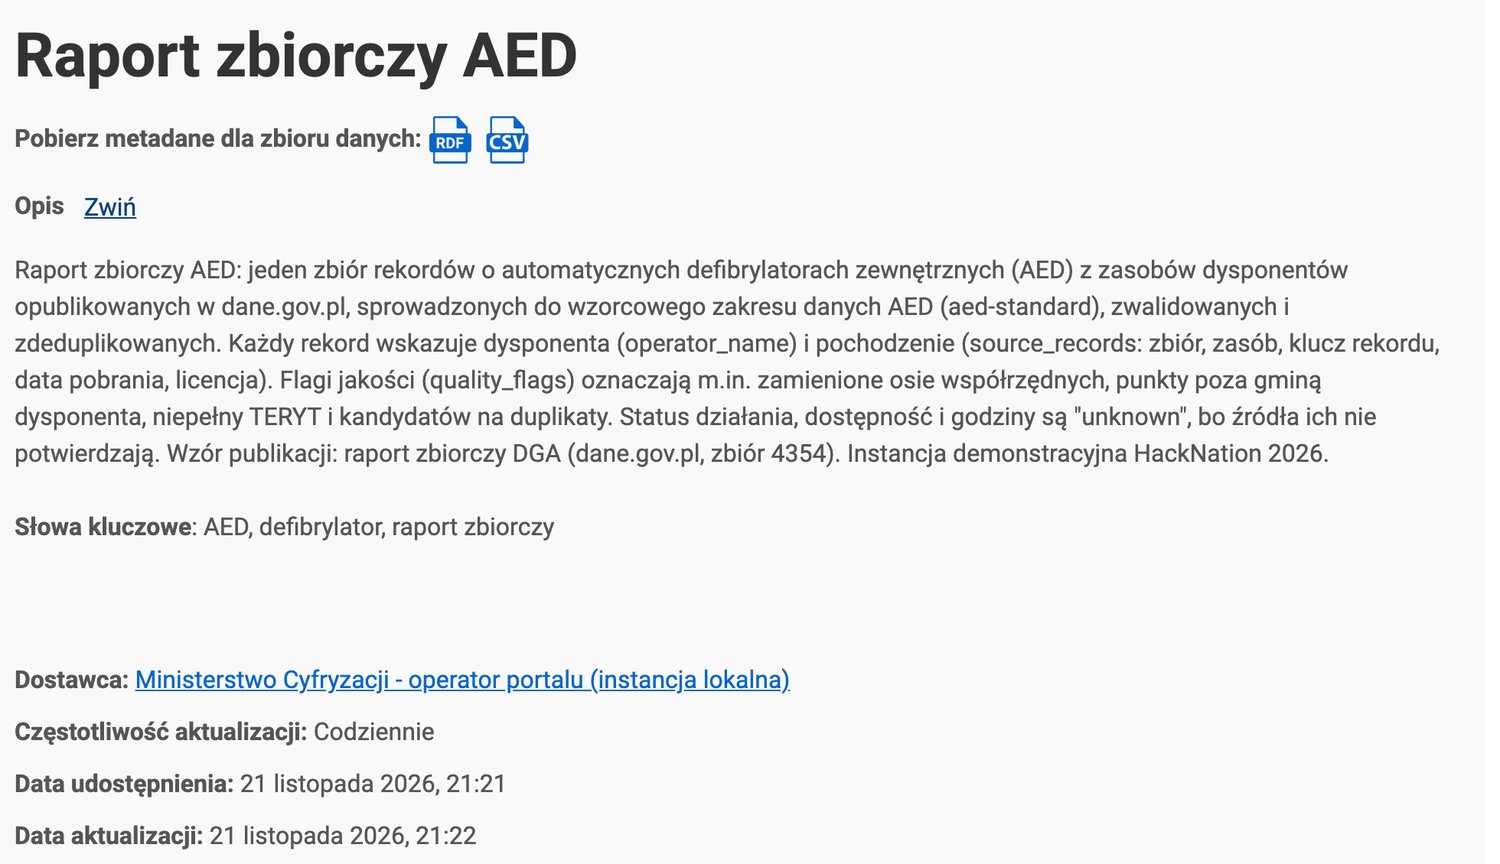 Raport zbiorczy AED
Pobierz metadane dla zbioru danych: RDF CSV
Opis Zwiń
Raport zbiorczy AED: jeden zbiór rekordów o automatycznych defibrylatorach zewnętrznych (AED) z zasobów dysponentów
opublikowanych w dane.gov.pl, sprowadzonych do wzorcowego zakresu danych AED (aed-standard), zwalidowanych i
zdeduplikowanych. Każdy rekord wskazuje dysponenta (operator_name) i pochodzenie (source_records: zbiór, zasób, klucz rekordu,
data pobrania, licencja). Flagi jakości (quality_flags) oznaczają m.in. zamienione osie współrzędnych, punkty poza gminą
dysponenta, niepełny TERYT i kandydatów na duplikaty. Status działania, dostępność i godziny są "unknown", bo źródła ich nie
potwierdzają. Wzór publikacji: raport zbiorczy DGA (dane.gov.pl, zbiór 4354). Instancja demonstracyjna HackNation 2026.
Słowa kluczowe: AED, defibrylator, raport zbiorczy
Dostawca: Ministerstwo Cyfryzacji - operator portalu (instancja lokalna)
Częstotliwość aktualizacji: Codziennie
Data udostępnienia: 21 listopada 2026, 21:21
Data aktualizacji: 21 listopada 2026, 21:22